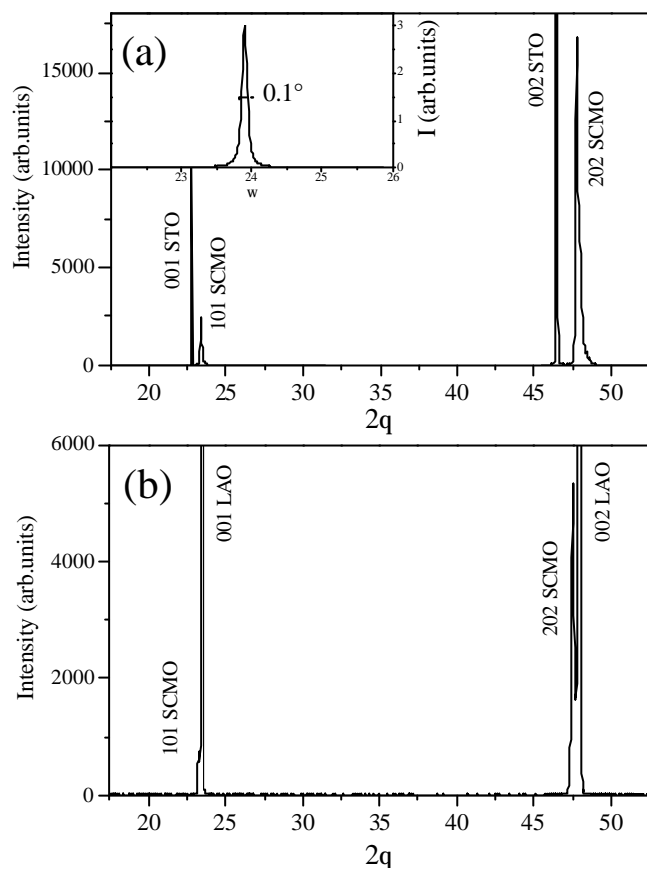 (a)
0.1°
I (arb.units)
3
2
1
0
23
24
25
26
w
Intensity (arb.units)
15000
10000
5000
0
001 STO
101 SCMO
002 STO
202 SCMO
20
25
30
35
40
45
50
2q
(b)
Intensity (arb.units)
6000
4000
2000
0
101 SCMO
001 LAO
202 SCMO
002 LAO
20
25
30
35
40
45
50
2q